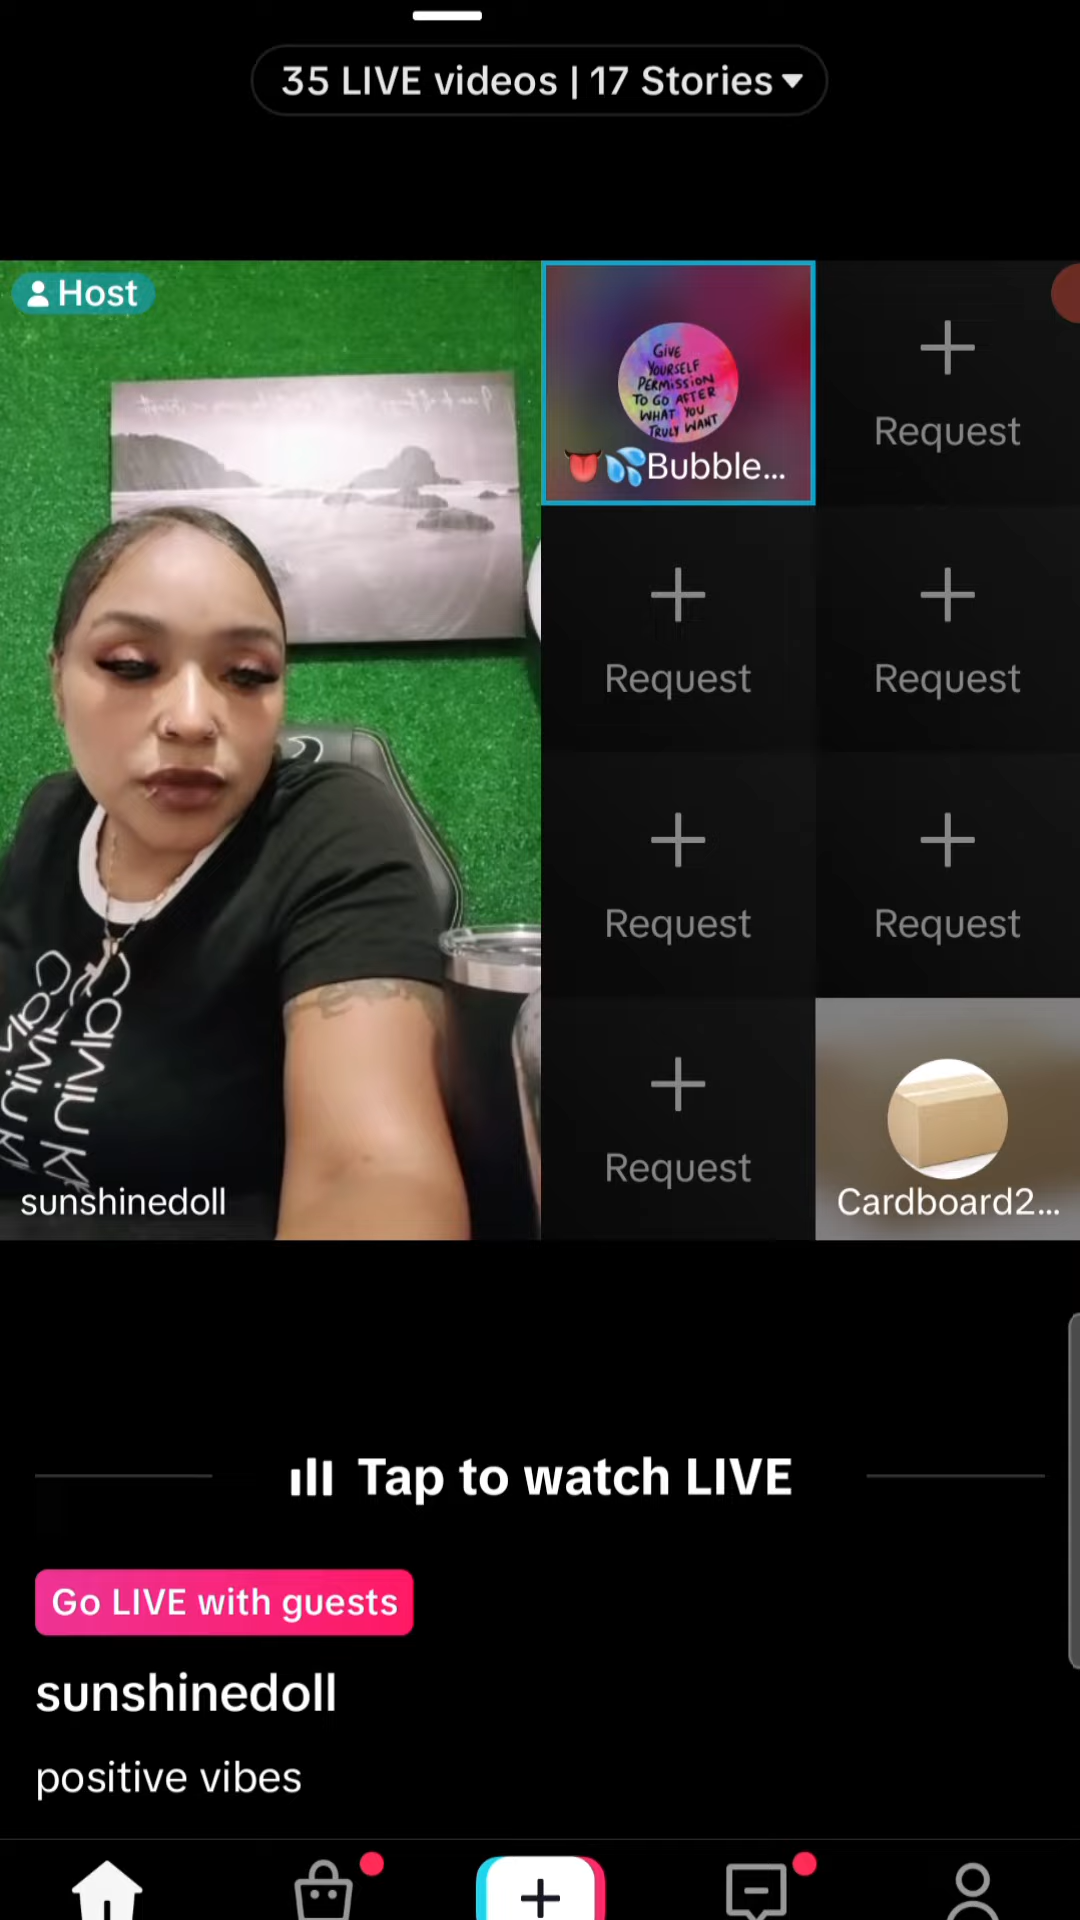 35 LIVE videos | 17 Stories
Host
GIVE
YOURSELF
PERMISSION
TO GO AFTER
WHAT YOU
TRULY WANT
👅💦Bubble...
Request
Request
Request
Request
Request
Request
Cardboard2...
sunshinedoll
Tap to watch LIVE
Go LIVE with guests
sunshinedoll
positive vibes